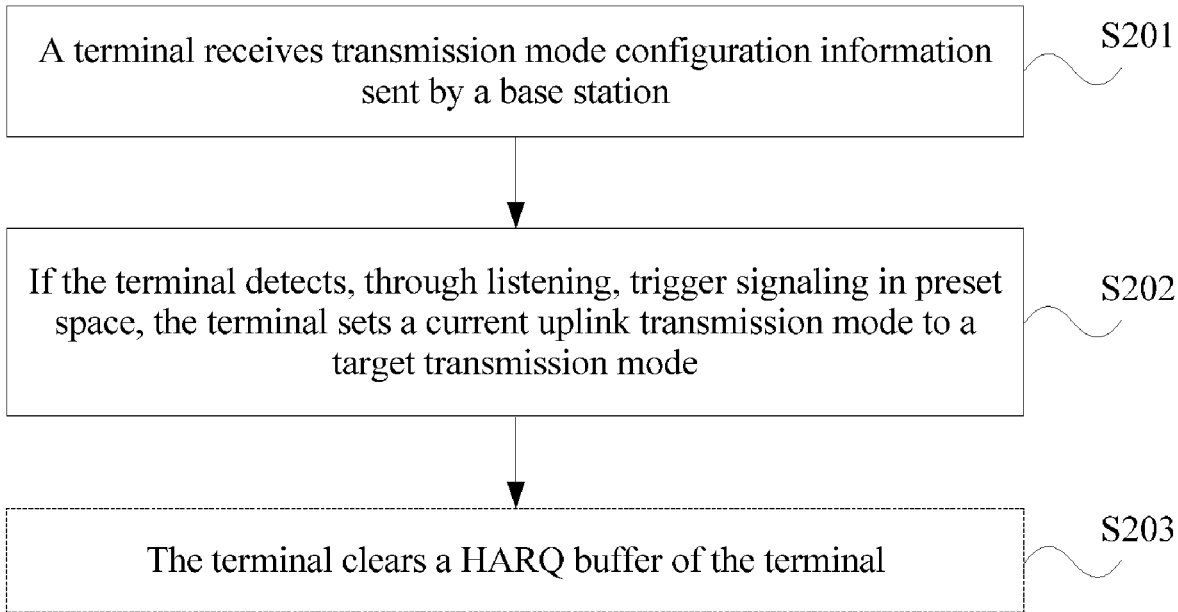 A terminal receives transmission mode configuration information
sent by a base station
S201
If the terminal detects, through listening, trigger signaling in preset
space, the terminal sets a current uplink transmission mode to a
target transmission mode
S202
The terminal clears a HARQ buffer of the terminal
S203